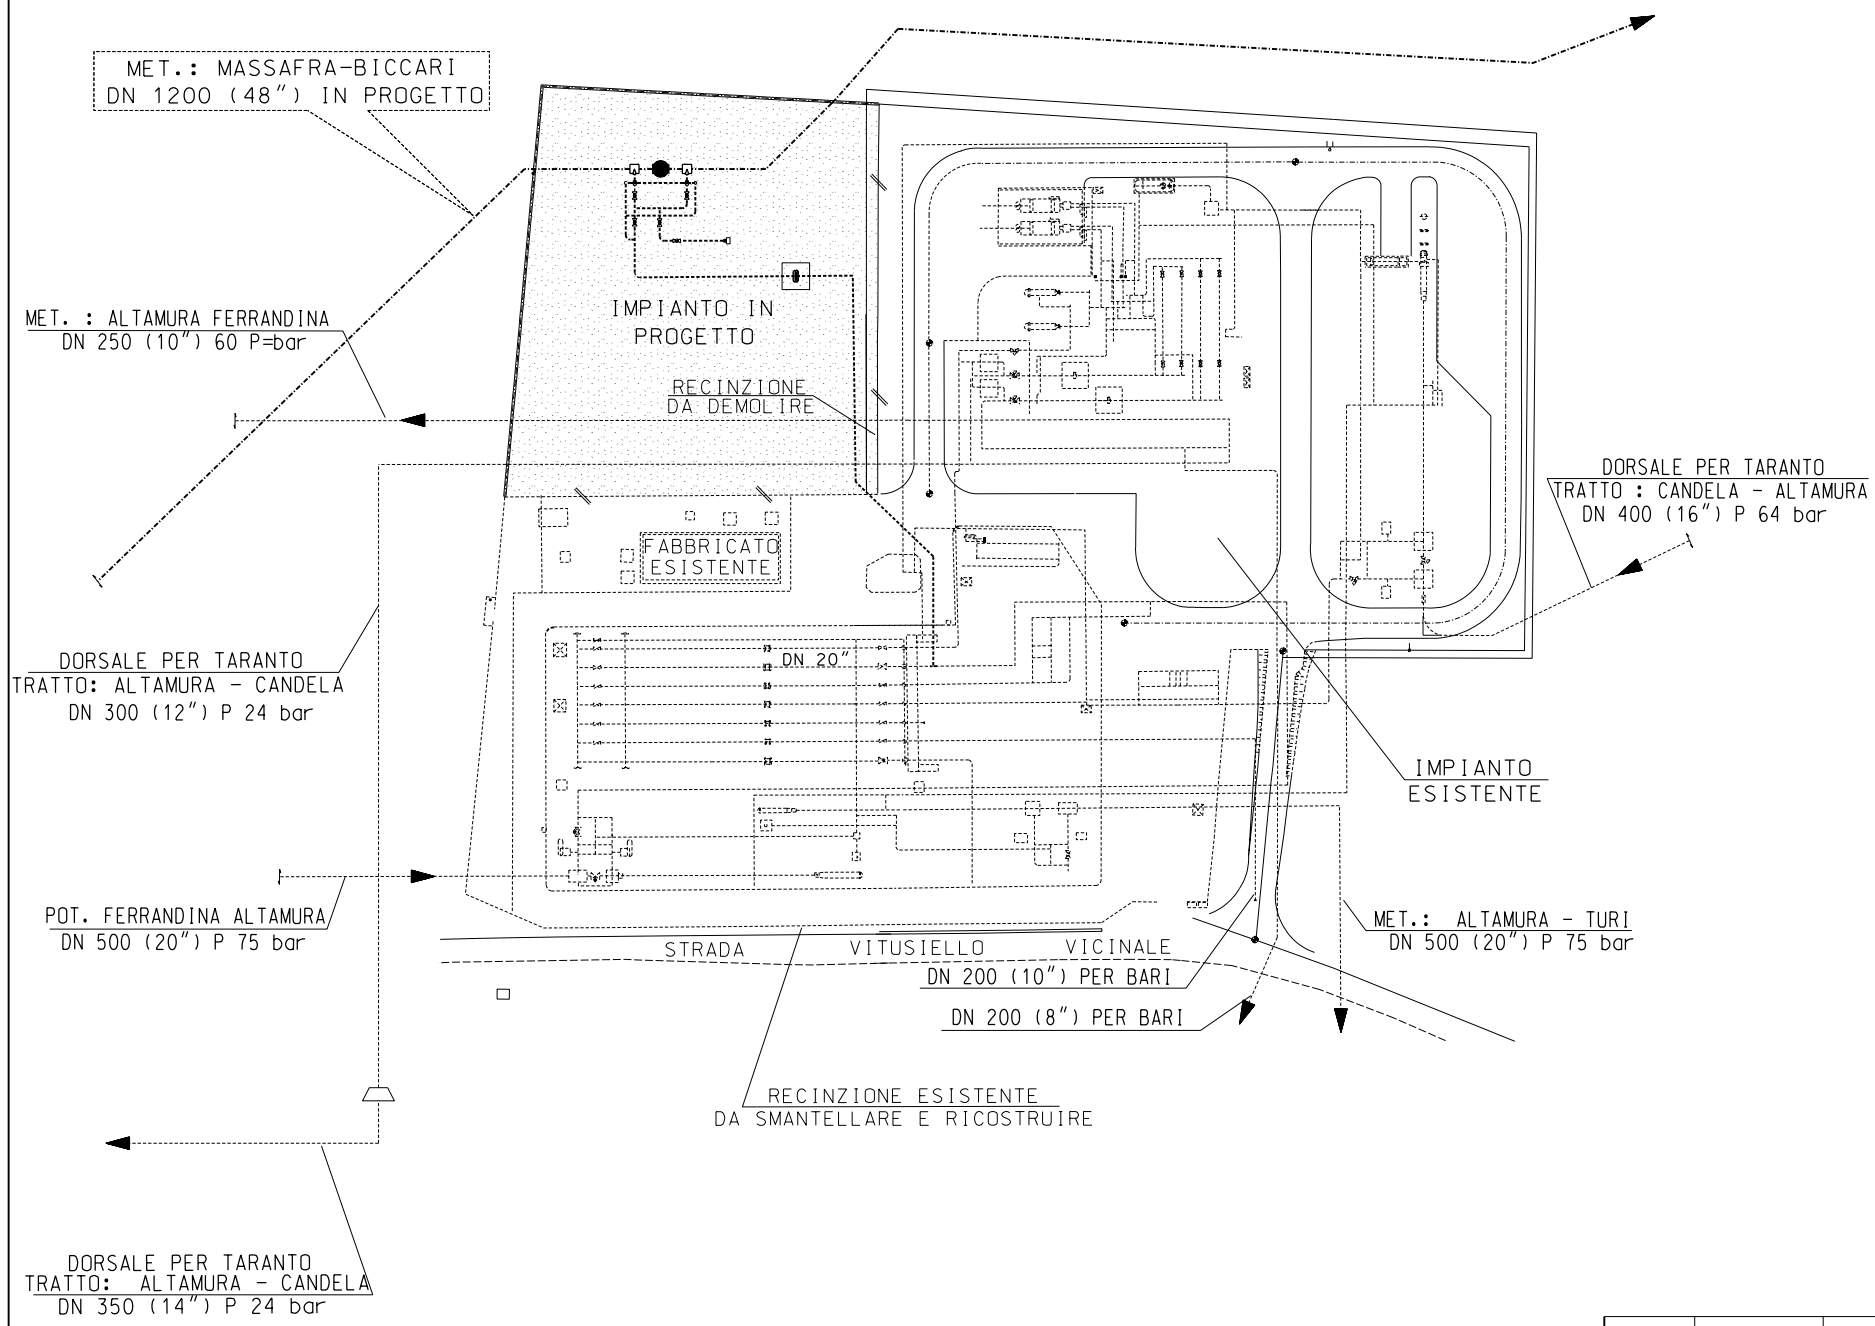 MET.: MASSAFRA-BICCARI
DN 1200 (48") IN PROGETTO
IMPIANTO IN
PROGETTO
MET. : ALTAMURA FERRANDINA
DN 250 (10") 60 P=bar
RECINZIONE
DA DEMOLIRE
DORSALE PER TARANTO
TRATTO : CANDELA - ALTAMURA
DN 400 (16") P 64 bar
FABBRICATO
ESISTENTE
DORSALE PER TARANTO
TRATTO: ALTAMURA - CANDELA
DN 300 (12") P 24 bar
DN 20"
IMPIANTO
ESISTENTE
POT. FERRANDINA ALTAMURA
DN 500 (20") P 75 bar
MET.: ALTAMURA - TURI
DN 500 (20") P 75 bar
STRADA VITUSIELLO VICINALE
DN 200 (10") PER BARI
DN 200 (8") PER BARI
RECINZIONE ESISTENTE
DA SMANTELLARE E RICOSTRUIRE
DORSALE PER TARANTO
TRATTO: ALTAMURA - CANDELA
DN 350 (14") P 24 bar